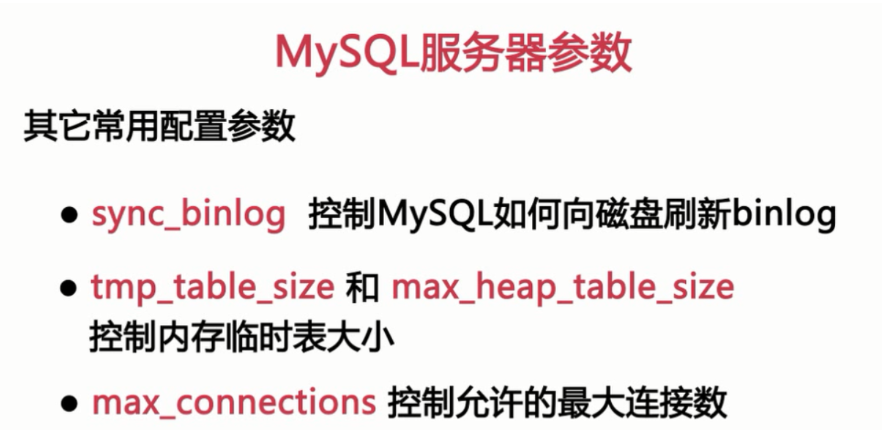 MySQL服务器参数
其它常用配置参数
● sync_binlog 控制MySQL如何向磁盘刷新binlog
● tmp_table_size 和 max_heap_table_size
控制内存临时表大小
● max_connections 控制允许的最大连接数